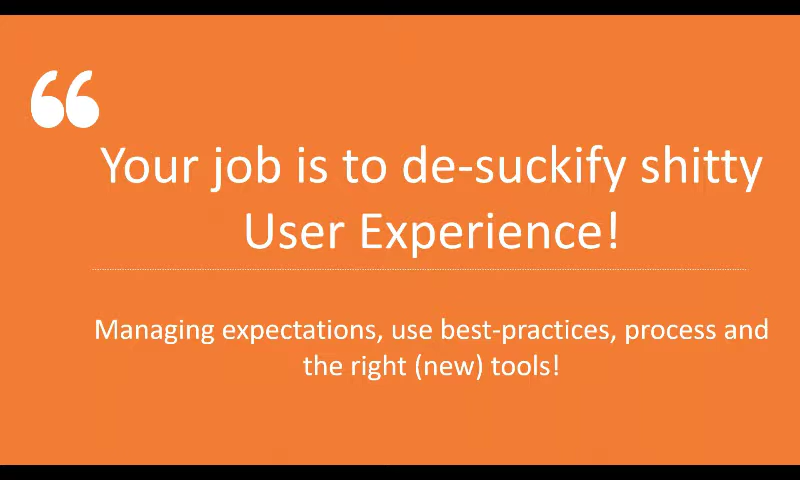 “
Your job is to de-suckify shitty
User Experience!
Managing expectations, use best-practices, process and
the right (new) tools!